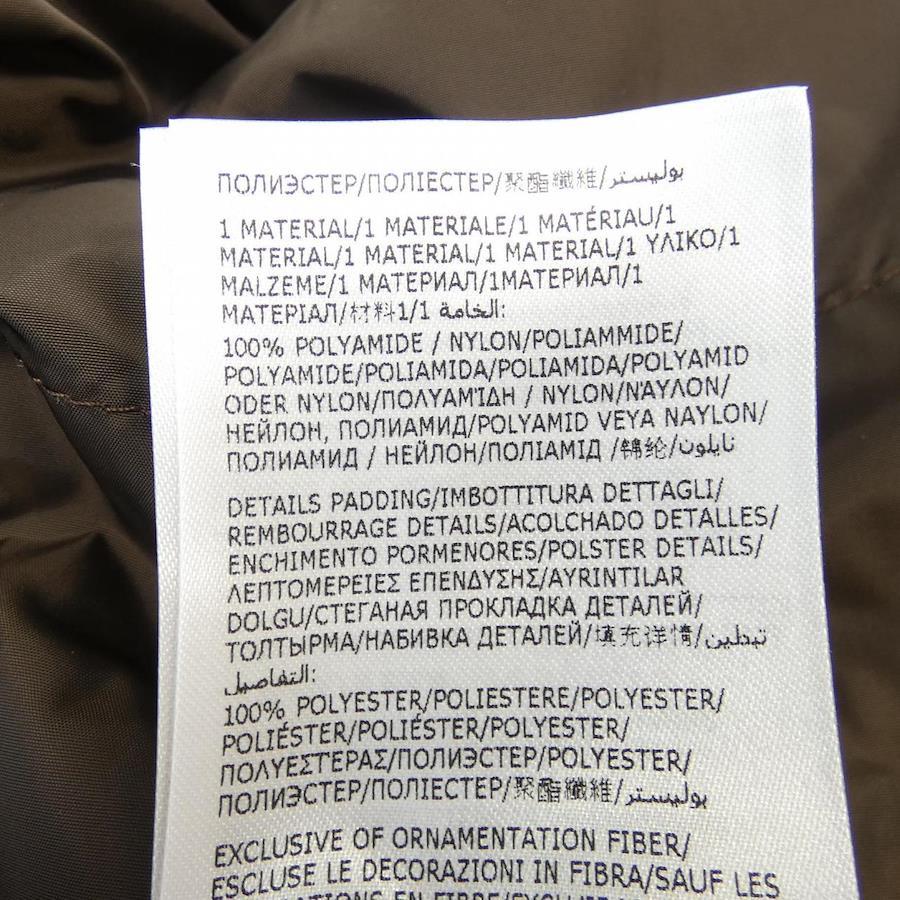 ПОЛИЭСТЕР/ПОЛІЕСТЕР/聚酯纖維/بوليستر
1 MATERIAL/1 MATERIALE/1 MATÉRIAU/1
MATERIAL/1 MATERIAL/1 MATERIAL/1 ΥΛΙΚΟ/1
MALZEME/1 МАТЕРИАЛ/1МАТЕРИАЛ/1
МАТЕРІАЛ/材料1/1 الخامة:
100% POLYAMIDE / NYLON/POLIAMMIDE/
POLYAMIDE/POLIAMIDA/POLIAMIDA/POLYAMID
ODER NYLON/ΠΟΛΥΑΜΊΔΗ / NYLON/ΝΆΥΛΟΝ/
НЕЙЛОН, ПОЛИАМИД/POLYAMID VEYA NAYLON/
ПОЛИАМИД / НЕЙЛОН/ПОЛІАМІД /锦纶/نايلون
DETAILS PADDING/IMBOTTITURA DETTAGLI/
REMBOURRAGE DETAILS/ACOLCHADO DETALLES/
ENCHIMENTO PORMENORES/POLSTER DETAILS/
ΛΕΠΤΟΜΕΡΕΙΕΣ ΕΠΕΝΔΥΣΗΣ/AYRINTILAR
DOLGU/СТЕГАНАЯ ПРОКЛАДКА ДЕТАЛЕЙ/
ТОЛТЫРМА/НАБИВКА ДЕТАЛЕЙ/填充详情/تبدلين
التفاصيل:
100% POLYESTER/POLIESTERE/POLYESTER/
POLIÉSTER/POLIÉSTER/POLYESTER/
ΠΟΛΥΕΣΤΕΡΑΣ/ПОЛИЭСТЕР/POLYESTER/
ПОЛИЭСТЕР/ПОЛІЕСТЕР/聚酯纖維/بوليستر
EXCLUSIVE OF ORNAMENTATION FIBER/
ESCLUSE LE DECORAZIONI IN FIBRA/SAUF LES